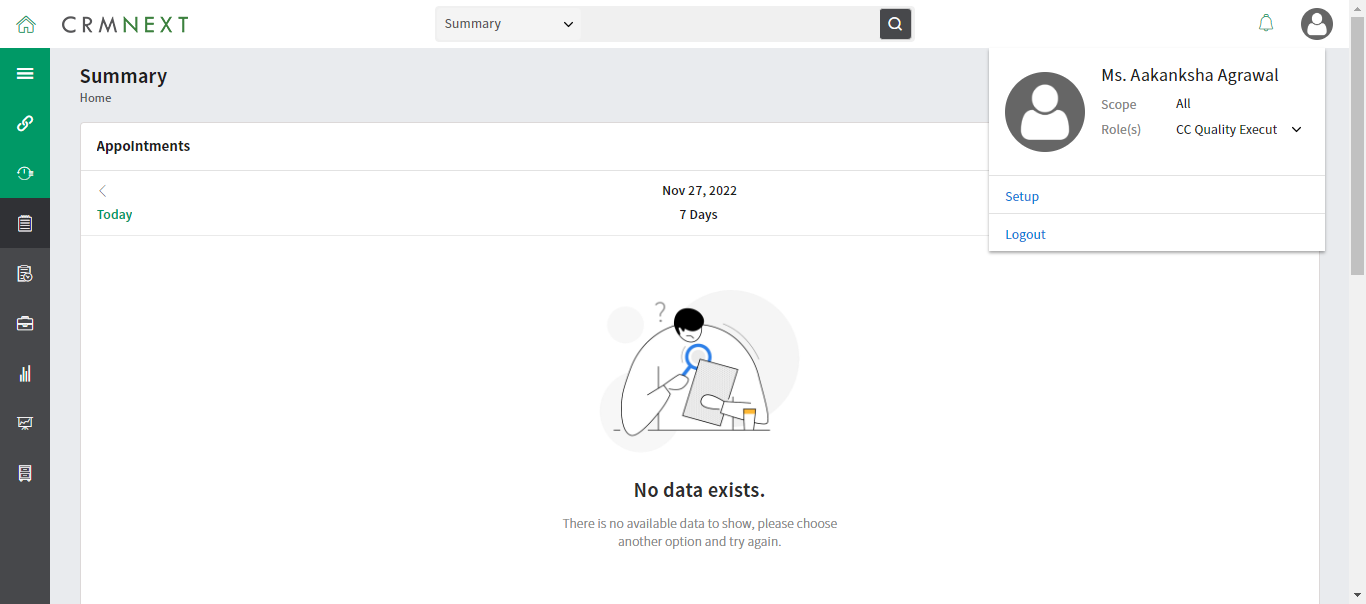 CRMNEXT
Summary
Ms. Aakanksha Agrawal
Scope All
Role(s) CC Quality Execut
Setup
Logout
Summary
Home
Appointments
Nov 27, 2022
Today 7 Days
?
No data exists.
There is no available data to show, please choose
another option and try again.